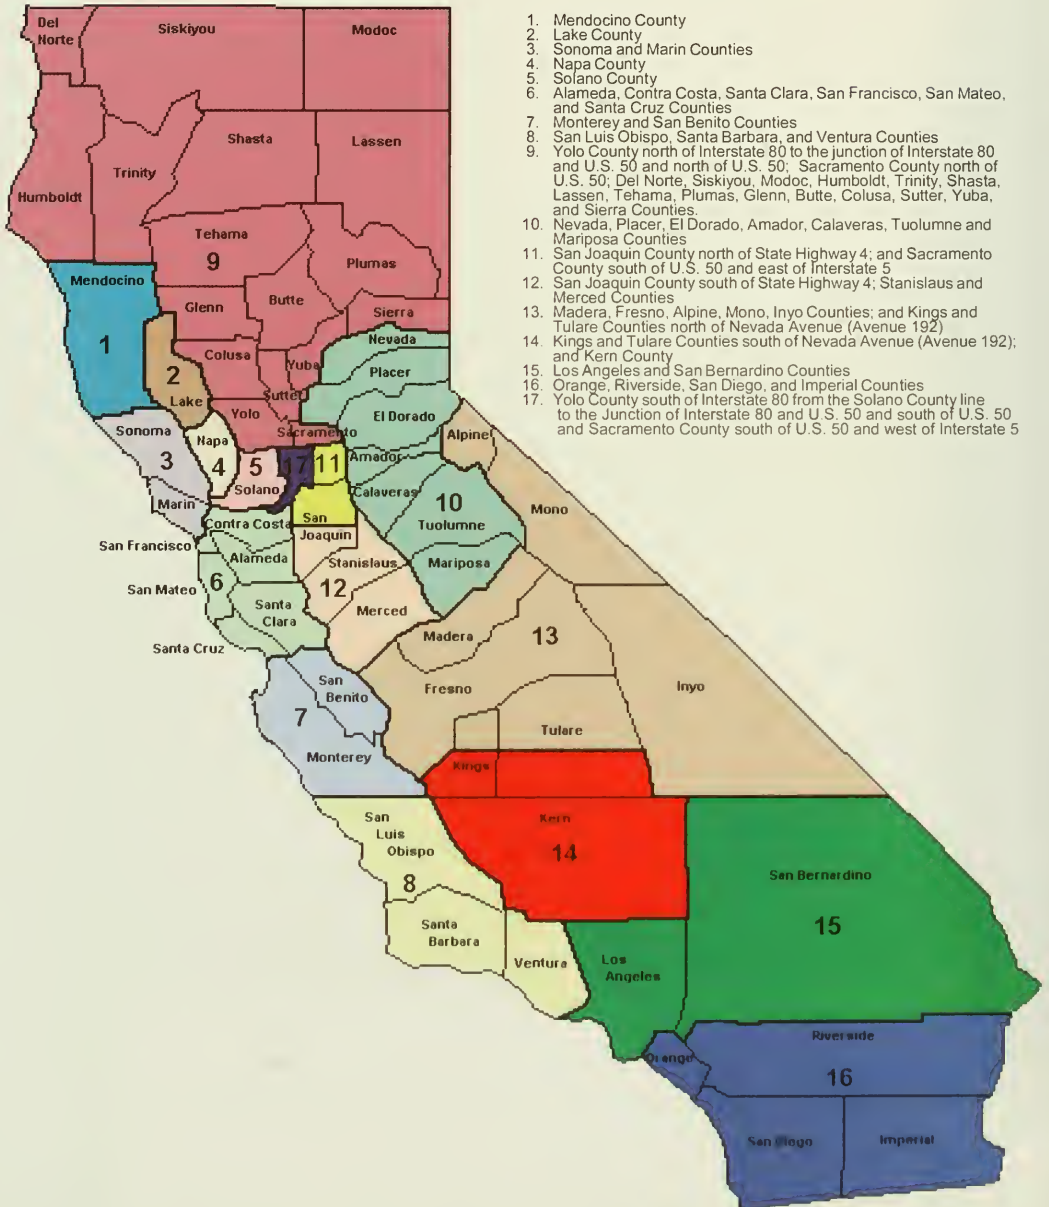 1. Mendocino County
2. Lake County
3. Sonoma and Marin Counties
4. Napa County
5. Solano County
6. Alameda, Contra Costa, Santa Clara, San Francisco, San Mateo,
and Santa Cruz Counties
7. Monterey and San Benito Counties
8. San Luis Obispo, Santa Barbara, and Ventura Counties
9. Yolo County north of Interstate 80 to the junction of Interstate 80
and U.S. 50 and north of U.S. 50; Sacramento County north of
U.S. 50; Del Norte, Siskiyou, Modoc, Humboldt, Trinity, Shasta,
Lassen, Tehama, Plumas, Glenn, Butte, Colusa, Sutter, Yuba,
and Sierra Counties.
10. Nevada, Placer, El Dorado, Amador, Calaveras, Tuolumne and
Mariposa Counties
11. San Joaquin County north of State Highway 4; and Sacramento
County south of U.S. 50 and east of Interstate 5
12. San Joaquin County south of State Highway 4; Stanislaus and
Merced Counties
13. Madera, Fresno, Alpine, Mono, Inyo Counties; and Kings and
Tulare Counties north of Nevada Avenue (Avenue 192)
14. Kings and Tulare Counties south of Nevada Avenue (Avenue 192);
and Kern County
15. Los Angeles and San Bernardino Counties
16. Orange, Riverside, San Diego, and Imperial Counties
17. Yolo County south of Interstate 80 from the Solano County line
to the Junction of Interstate 80 and U.S. 50 and south of U.S. 50
and Sacramento County south of U.S. 50 and west of Interstate 5
Del
Norte
Siskiyou
Modoc
Shasta
Lassen
Trinity
Humboldt
Tehama
9
Plumas
Mendocino
Butte
Glenn
Sierra
1
Nevada
Colusa
Yuba
2
Placer
Lake
Sutter
Yolo
El Dorado
Sonoma
Napa
Sacramento
Alpine
3
4
5
17
11
Amador
Solano
Calaveras
10
Marin
Mono
San
Joaquin
Contra Costa
Tuolumne
San Francisco
Alameda
Stanislaus
Mariposa
6
12
San Mateo
Santa
Clara
Merced
Madera
13
Santa Cruz
San
Benito
Fresno
Inyo
7
Tulare
Monterey
Kings
San
Luis
Obispo
Kern
14
8
San Bernardino
15
Santa
Barbara
Ventura
Los
Angeles
Riverside
Orange
16
San Diego
Imperial